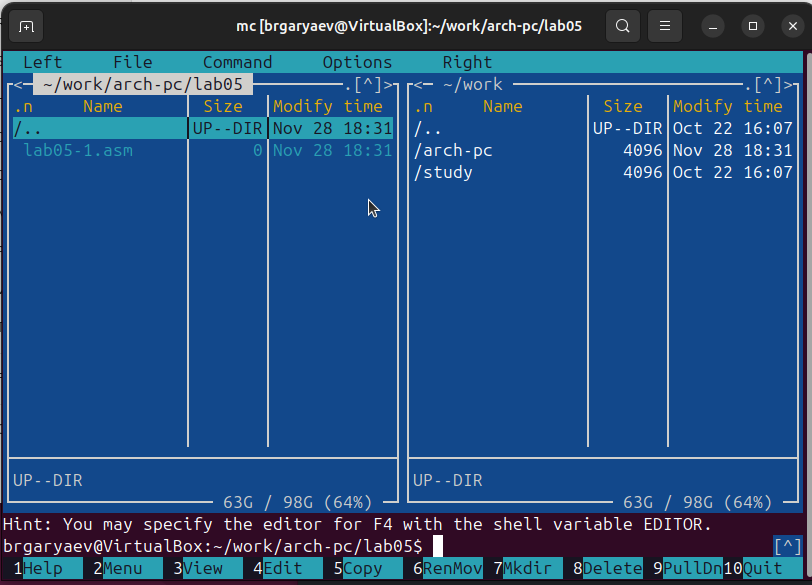 mc [brgaryaev@VirtualBox]:~/work/arch-pc/lab05
Left File Command Options Right
<— ~/work/arch-pc/lab05 .[^]>
.n Name Size Modify time
/.. UP--DIR Nov 28 18:31
lab05-1.asm 0 Nov 28 18:31
UP--DIR
63G / 98G (64%)
<— ~/work .[^]>
.n Name Size Modify time
/.. UP--DIR Oct 22 16:07
/arch-pc 4096 Nov 28 18:31
/study 4096 Oct 22 16:07
UP--DIR
63G / 98G (64%)
Hint: You may specify the editor for F4 with the shell variable EDITOR.
brgaryaev@VirtualBox:~/work/arch-pc/lab05$ [^]
1Help 2Menu 3View 4Edit 5Copy 6RenMov 7Mkdir 8Delete 9PullDn 10Quit